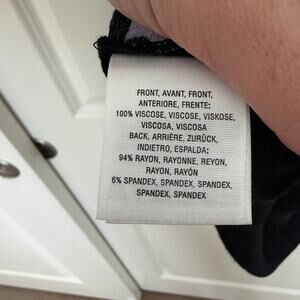 FRONT, AVANT, FRONT,
ANTERIORE, FRENTE:
100% VISCOSE, VISCOSE, VISKOSE,
VISCOSA, VISCOSA
BACK, ARRIÈRE, ZURÜCK,
INDIETRO, ESPALDA:
94% RAYON, RAYONNE, REYON,
RAYON, RAYÓN
6% SPANDEX, SPANDEX, SPANDEX,
SPANDEX, SPANDEX